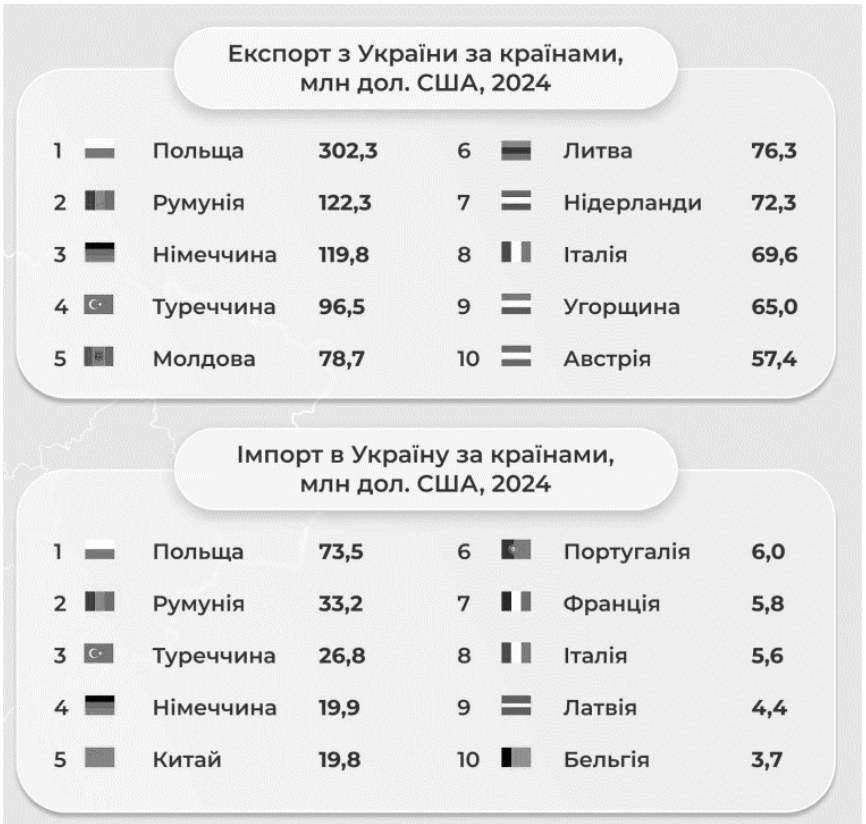 Експорт з України за країнами,
млн дол. США, 2024
1 Польща 302,3
2 Румунія 122,3
3 Німеччина 119,8
4 Туреччина 96,5
5 Молдова 78,7
6 Литва 76,3
7 Нідерланди 72,3
8 Італія 69,6
9 Угорщина 65,0
10 Австрія 57,4
Імпорт в Україну за країнами,
млн дол. США, 2024
1 Польща 73,5
2 Румунія 33,2
3 Туреччина 26,8
4 Німеччина 19,9
5 Китай 19,8
6 Португалія 6,0
7 Франція 5,8
8 Італія 5,6
9 Латвія 4,4
10 Бельгія 3,7